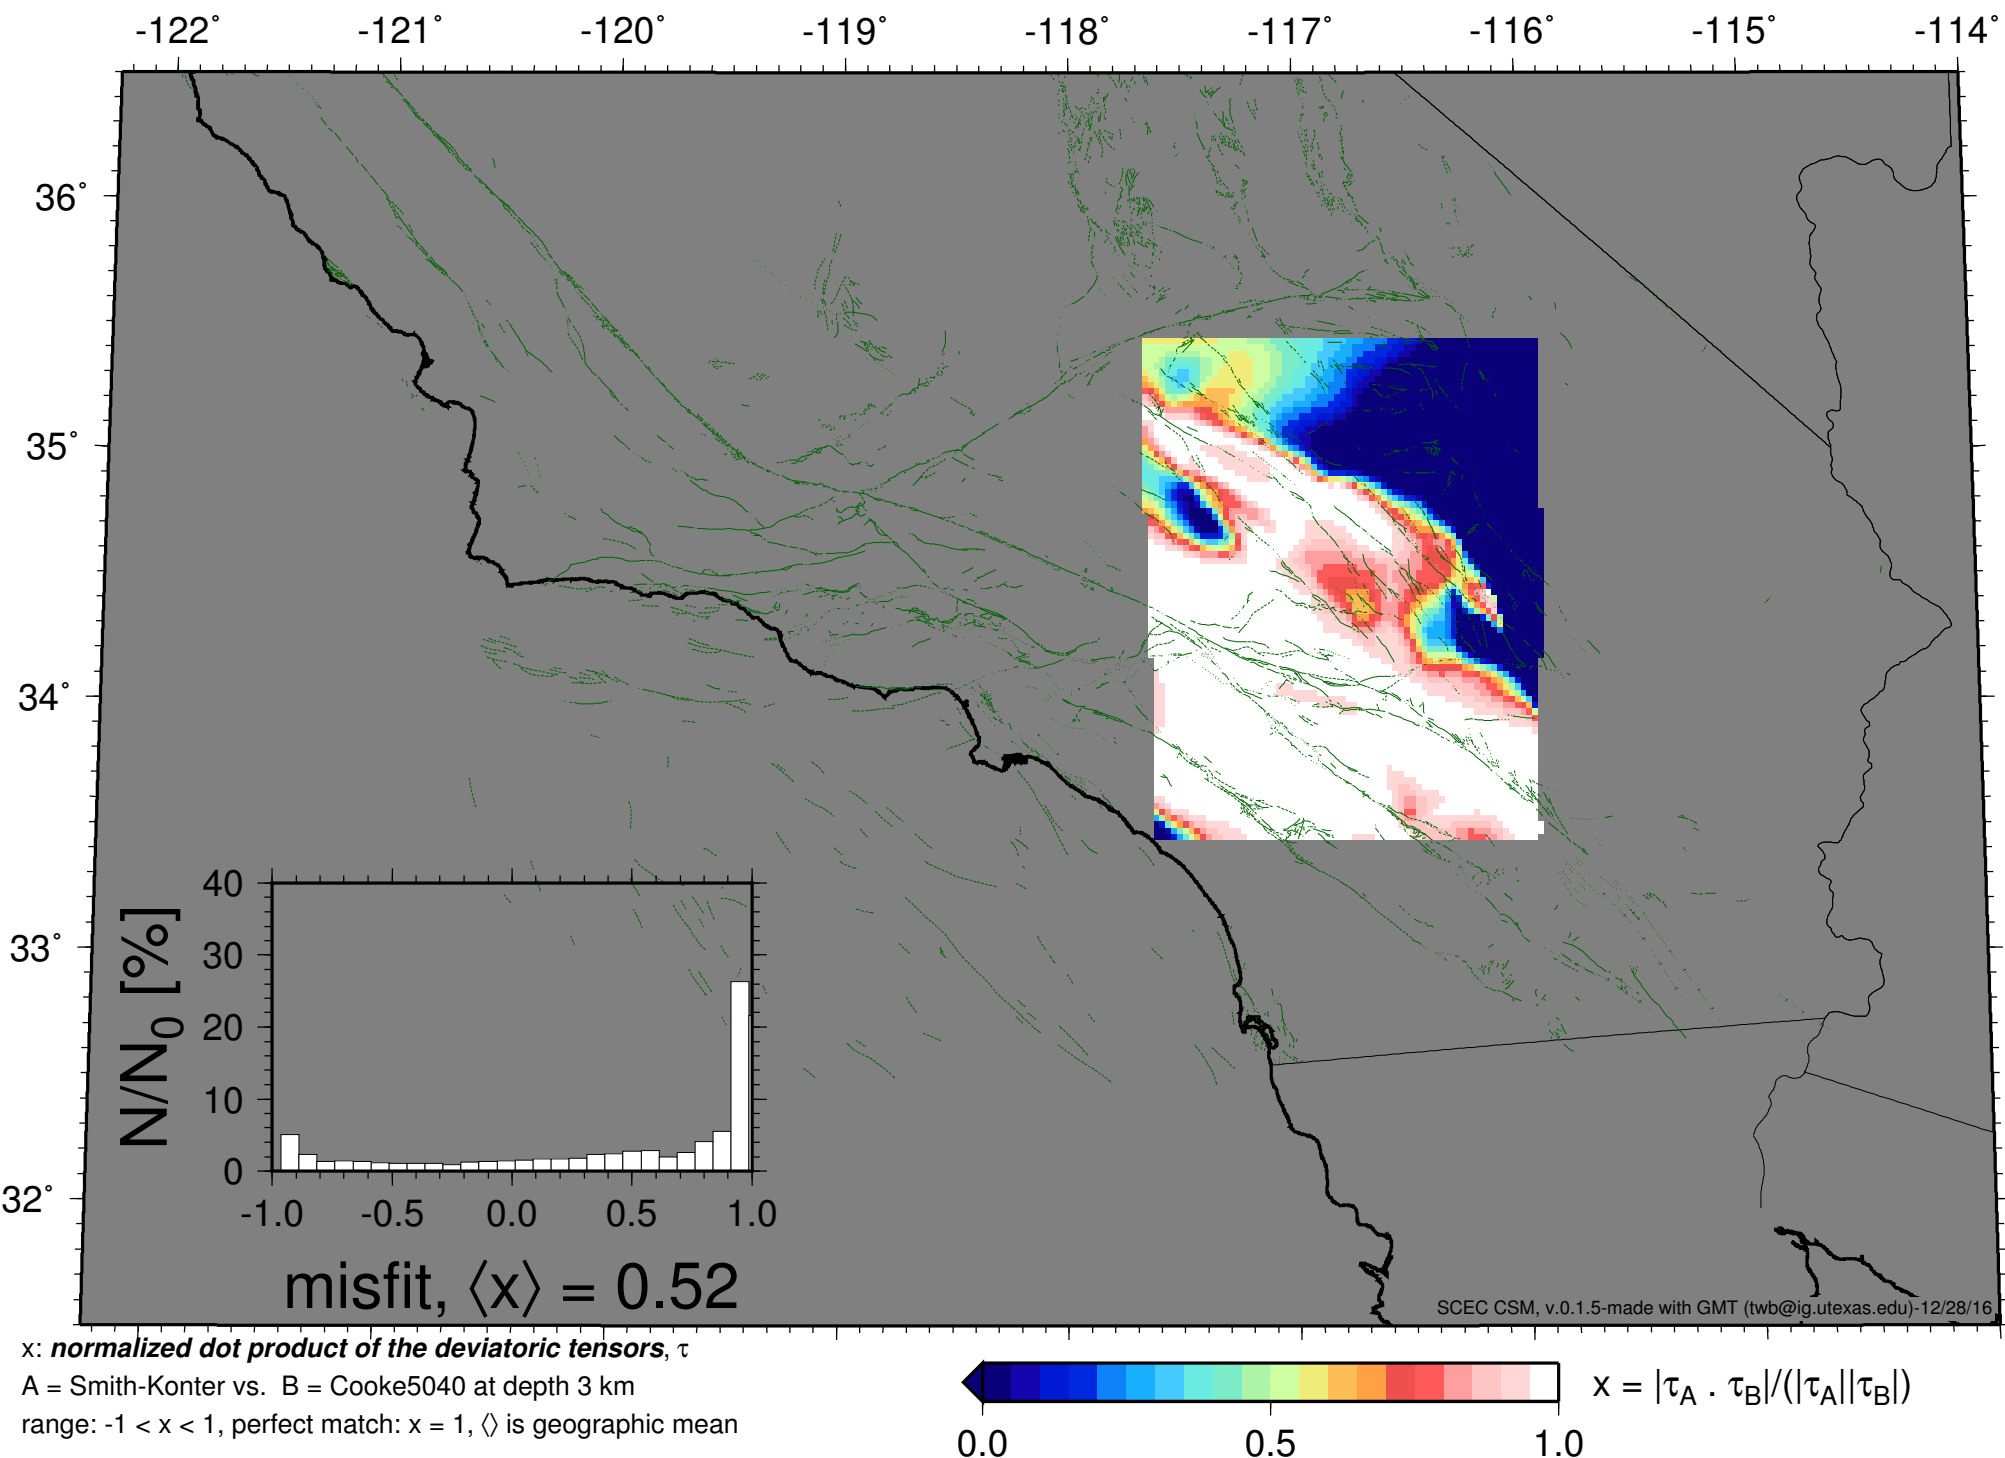 -122˚ -121˚ -120˚ -119˚ -118˚ -117˚ -116˚ -115˚ -114˚
36˚
35˚
34˚
33˚
32˚
N/N0 [%]
40
30
20
10
0
-1.0 -0.5 0.0 0.5 1.0
misfit, ⟨x⟩ = 0.52
SCEC CSM, v.0.1.5-made with GMT (twb@ig.utexas.edu)-12/28/16
x: normalized dot product of the deviatoric tensors, τ
A = Smith-Konter vs. B = Cooke5040 at depth 3 km
range: -1 < x < 1, perfect match: x = 1, ⟨⟩ is geographic mean
x = |τA . τB|/(|τA||τB|)
0.0 0.5 1.0